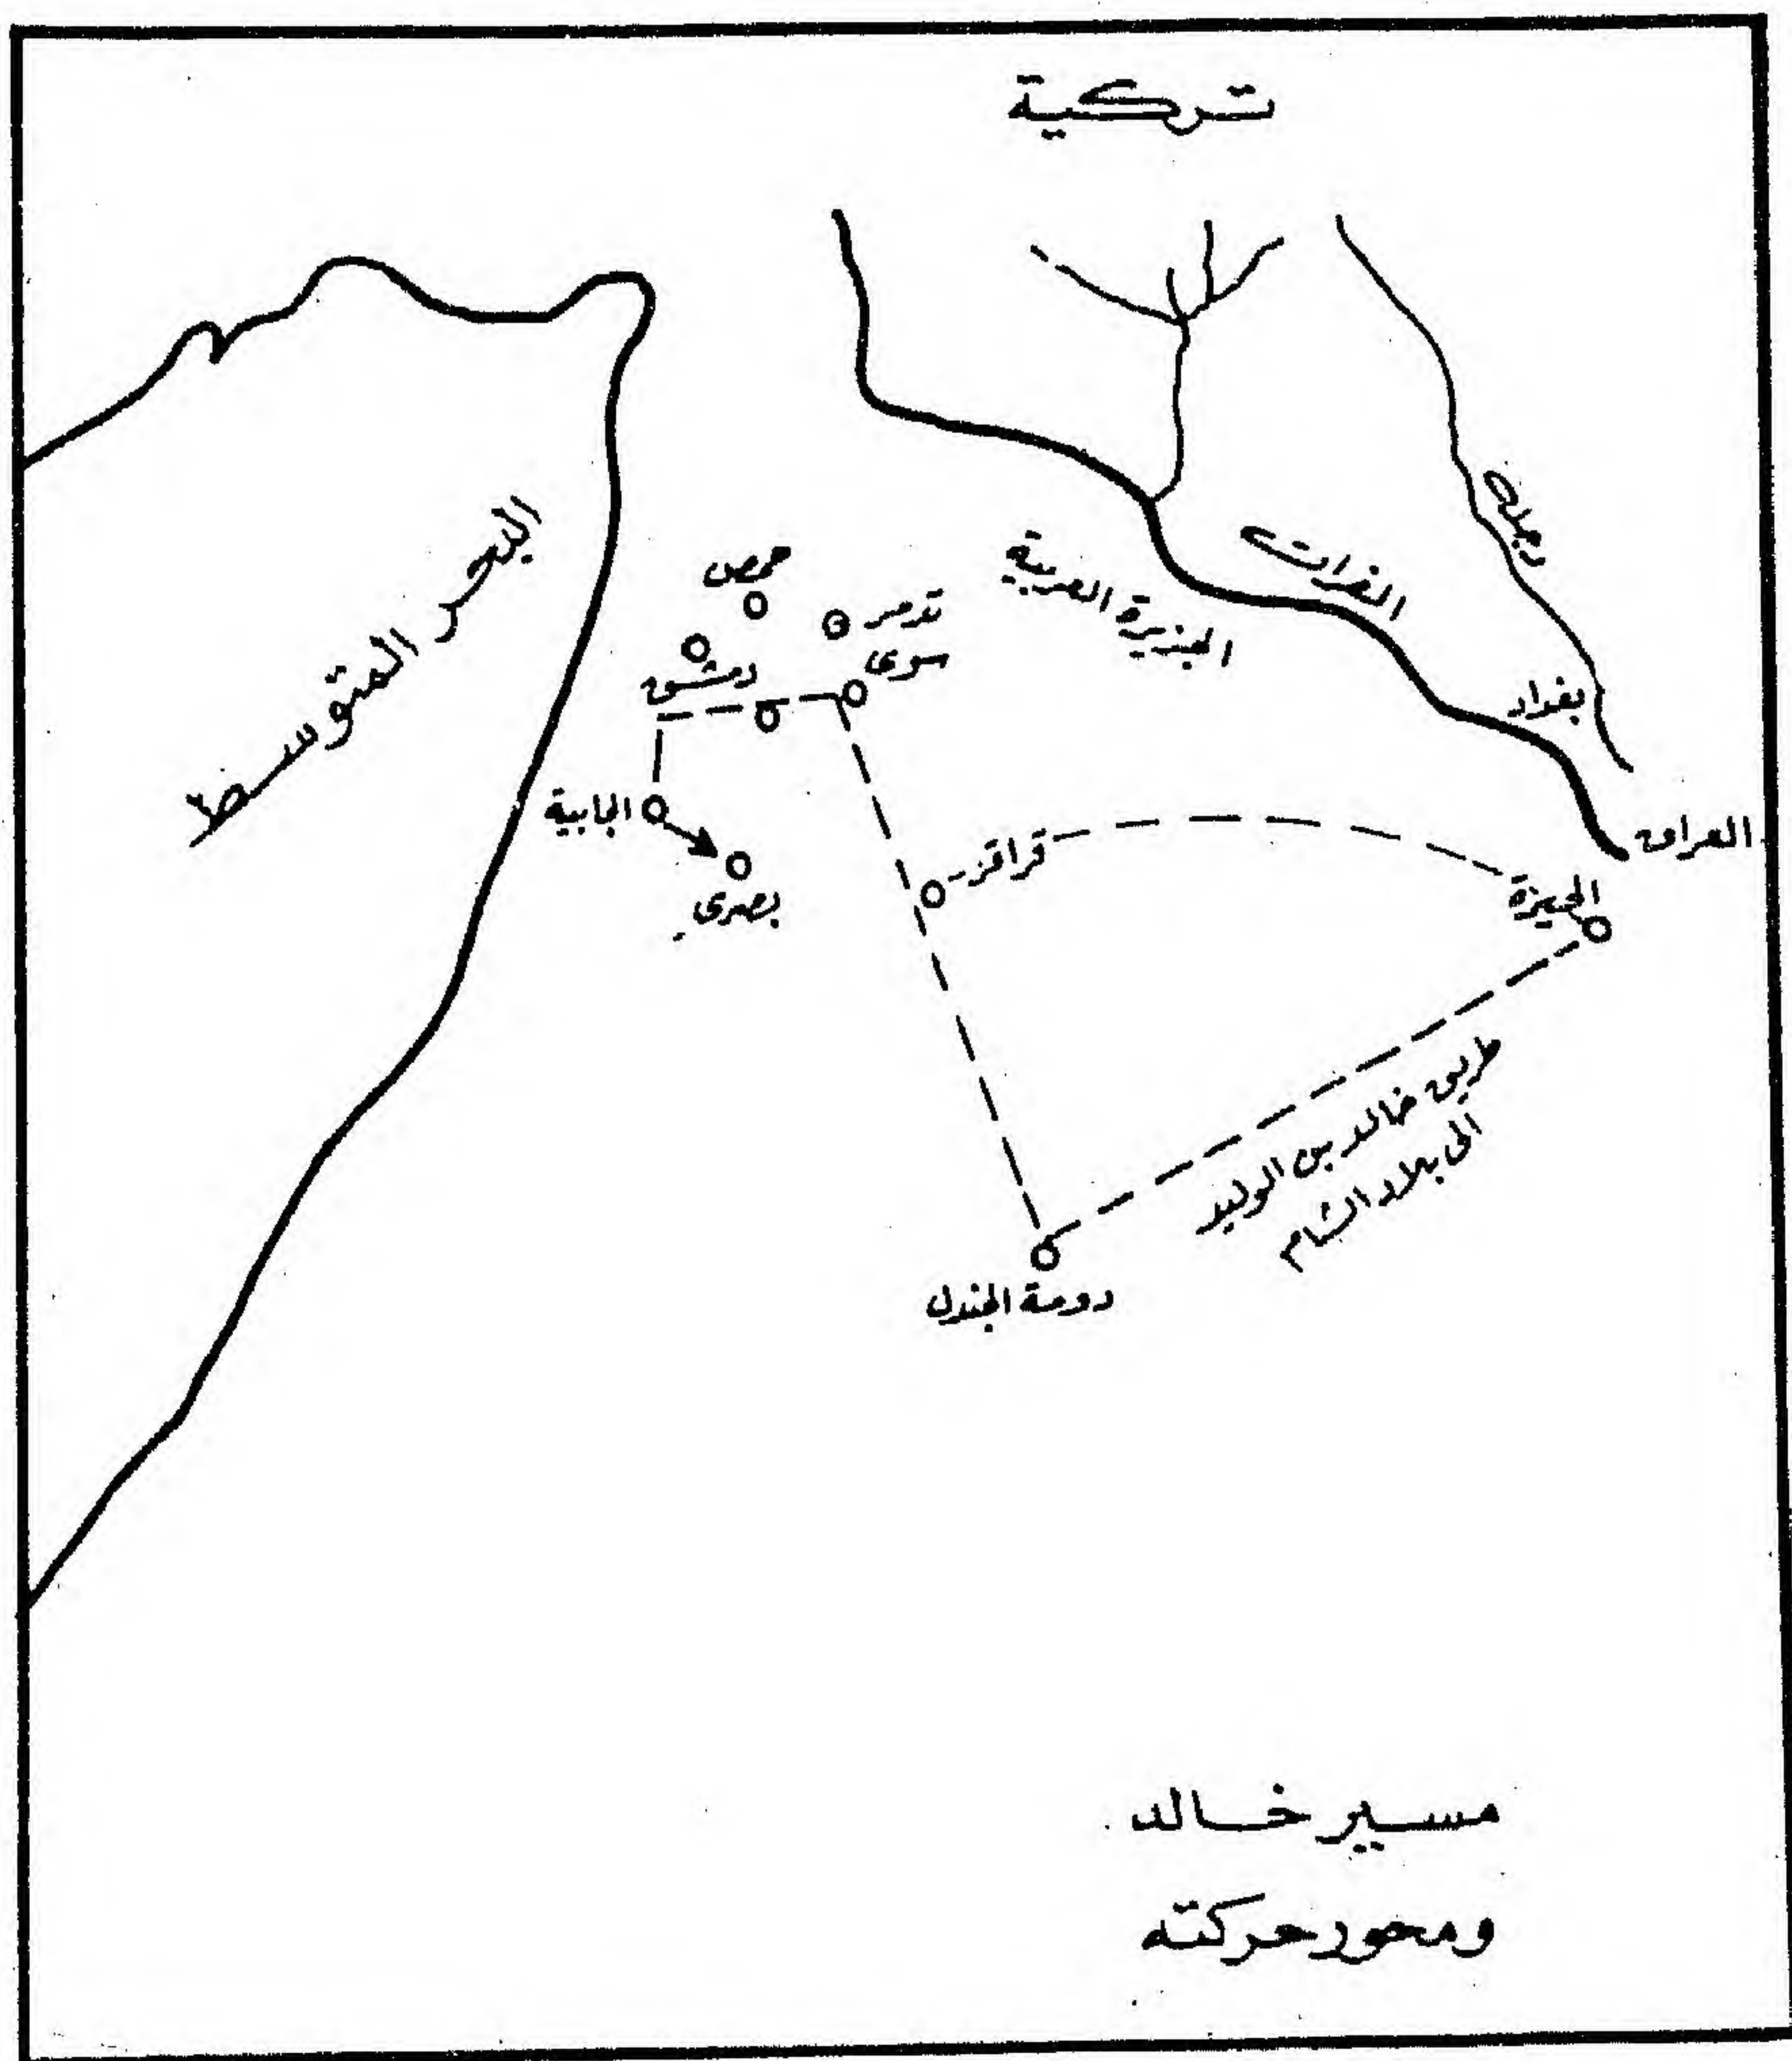 تركية
دجلة
الفرات
الجزيرة العربية
البحر المتوسط
حمص
تدمر
سوى
دمشق
بغداد
العراق
الجابية
بصرى
قراقر
الحيرة
طريق خالد بن الوليد
الى بلاد الشام
دومة الجندل
مسير خالد
ومحور حركته